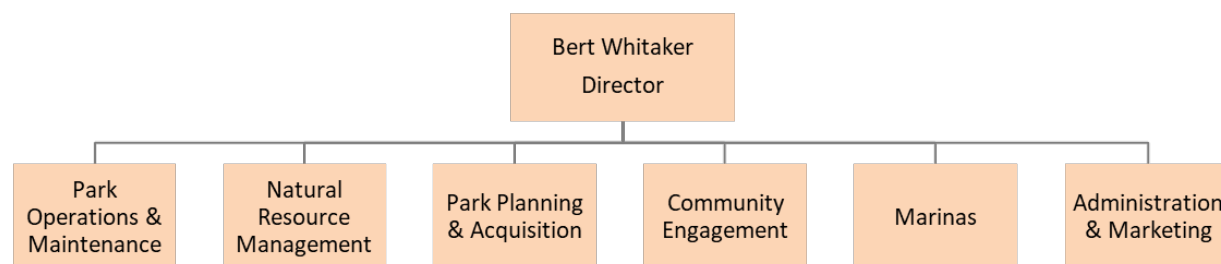 Bert Whitaker
Director
Park
Operations &
Maintenance
Natural
Resource
Management
Park Planning
& Acquisition
Community
Engagement
Marinas
Administration
& Marketing